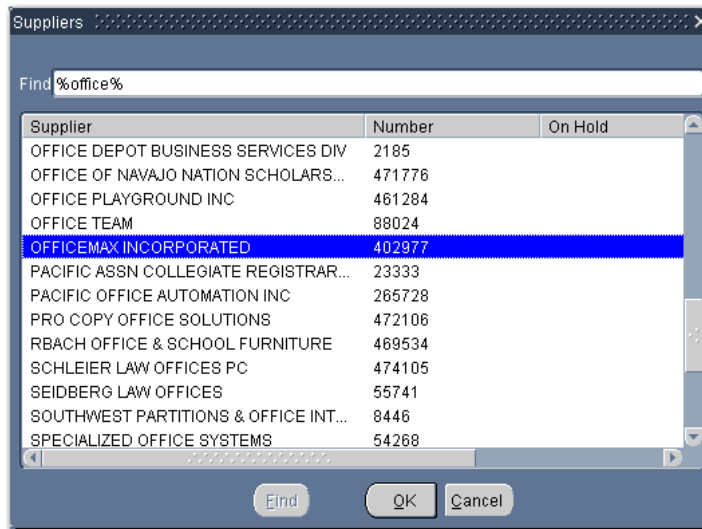 Suppliers
Find %office%
Supplier Number On Hold
OFFICE DEPOT BUSINESS SERVICES DIV 2185
OFFICE OF NAVAJO NATION SCHOLARS... 471776
OFFICE PLAYGROUND INC 461284
OFFICE TEAM 88024
OFFICEMAX INCORPORATED 402977
PACIFIC ASSN COLLEGIATE REGISTRAR... 23333
PACIFIC OFFICE AUTOMATION INC 265728
PRO COPY OFFICE SOLUTIONS 472106
RBACH OFFICE & SCHOOL FURNITURE 469534
SCHLEIER LAW OFFICES PC 474105
SEIDBERG LAW OFFICES 55741
SOUTHWEST PARTITIONS & OFFICE INT... 8446
SPECIALIZED OFFICE SYSTEMS 54268
Find OK Cancel